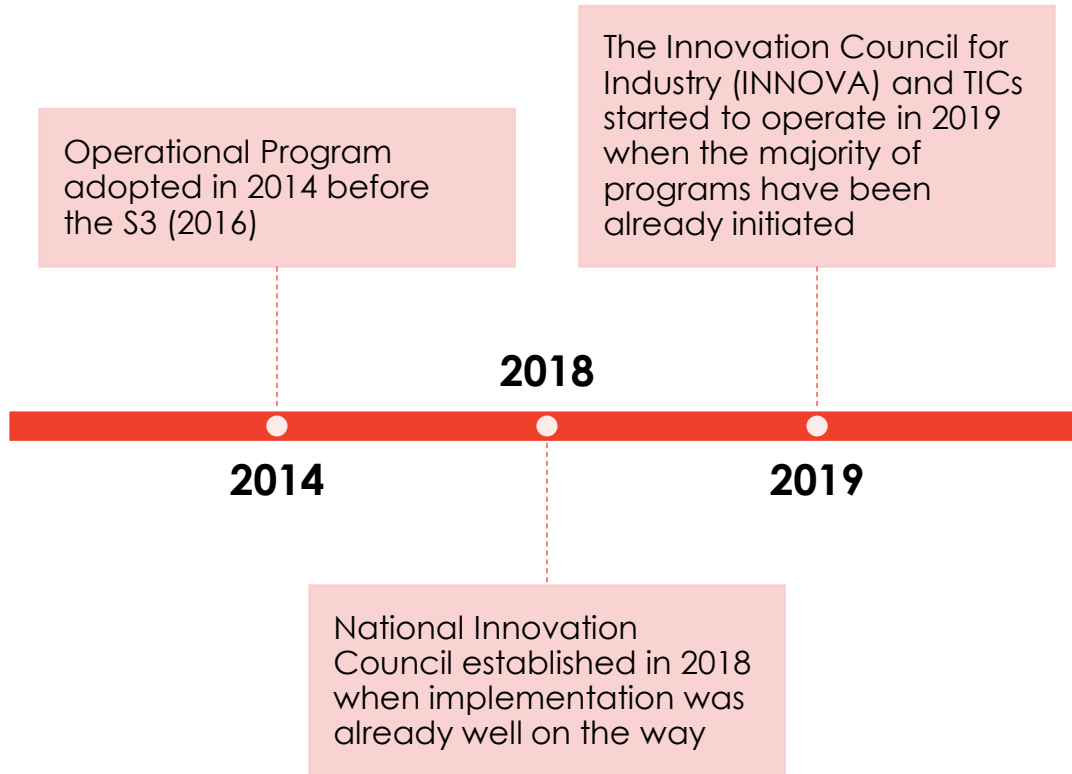 Operational Program
adopted in 2014 before
the S3 (2016)
The Innovation Council for
Industry (INNOVA) and TICs
started to operate in 2019
when the majority of
programs have been
already initiated
2018
2014
2019
National Innovation
Council established in 2018
when implementation was
already well on the way